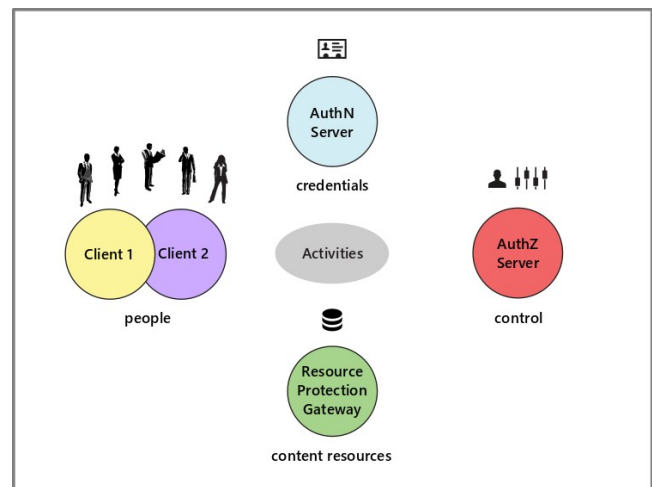 AuthN
Server
credentials
Client 1
Client 2
people
Activities
AuthZ
Server
control
Resource
Protection
Gateway
content resources